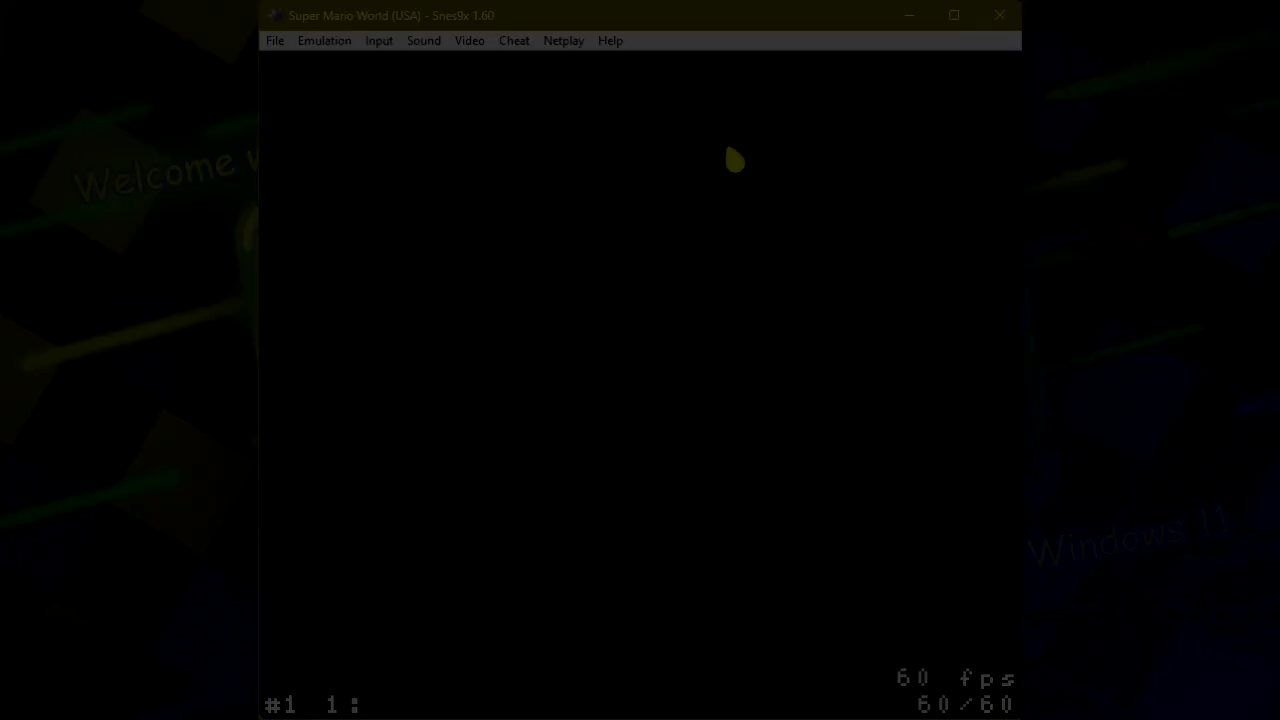 Super Mario World (USA) - Snes9x 1.60
File Emulation Input Sound Video Cheat Netplay Help
Welcome
Windows 11
60 fps
#1 1: 60/60